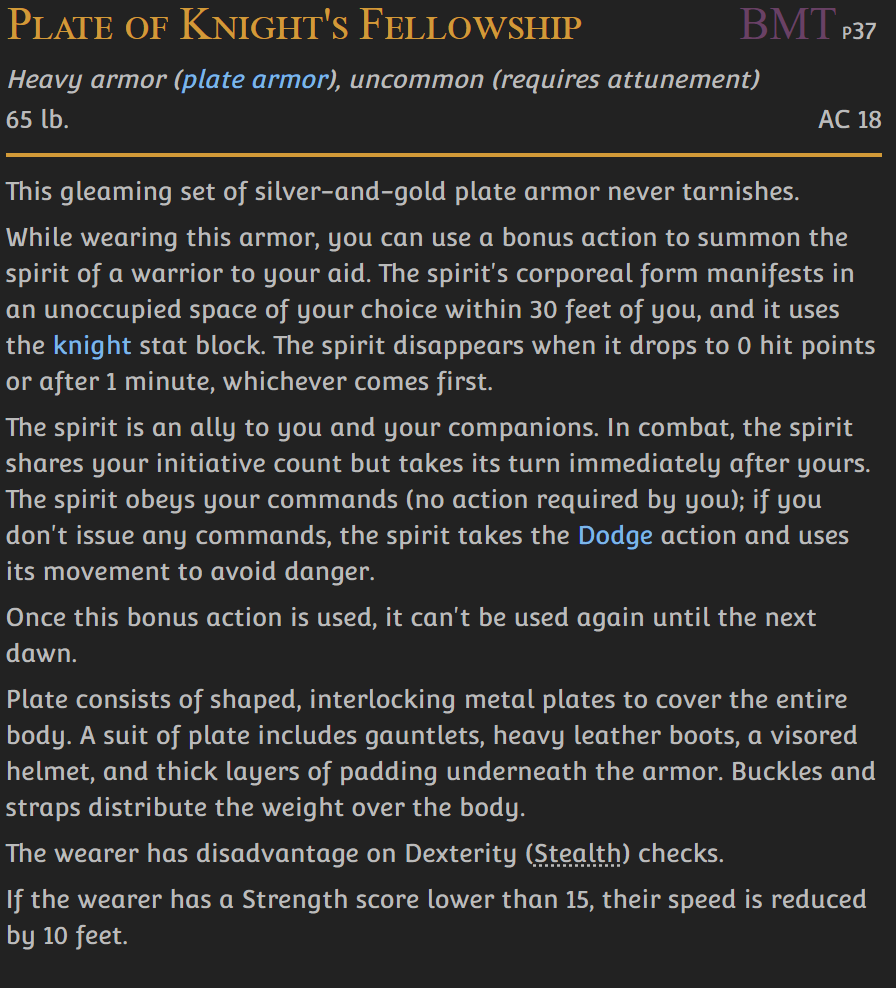 Plate of Knight's Fellowship BMT p37
Heavy armor (plate armor), uncommon (requires attunement)
65 lb. AC 18
This gleaming set of silver-and-gold plate armor never tarnishes.
While wearing this armor, you can use a bonus action to summon the
spirit of a warrior to your aid. The spirit's corporeal form manifests in
an unoccupied space of your choice within 30 feet of you, and it uses
the knight stat block. The spirit disappears when it drops to 0 hit points
or after 1 minute, whichever comes first.
The spirit is an ally to you and your companions. In combat, the spirit
shares your initiative count but takes its turn immediately after yours.
The spirit obeys your commands (no action required by you); if you
don't issue any commands, the spirit takes the Dodge action and uses
its movement to avoid danger.
Once this bonus action is used, it can't be used again until the next
dawn.
Plate consists of shaped, interlocking metal plates to cover the entire
body. A suit of plate includes gauntlets, heavy leather boots, a visored
helmet, and thick layers of padding underneath the armor. Buckles and
straps distribute the weight over the body.
The wearer has disadvantage on Dexterity (Stealth) checks.
If the wearer has a Strength score lower than 15, their speed is reduced
by 10 feet.